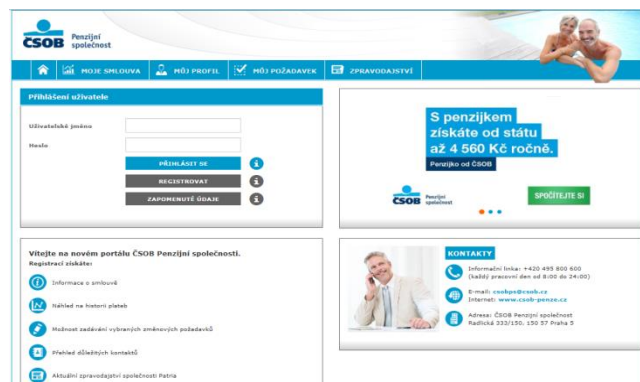 ČSOB
Penzijní
společnost
MOJE SMLOUVA
MŮJ PROFIL
MŮJ POŽADAVEK
ZPRAVODAJSTVÍ
Přihlášení uživatele
Uživatelské jméno
Heslo
PŘIHLÁSIT SE
REGISTROVAT
ZAPOMENUTÉ ÚDAJE
S penzijkem
získáte od státu
až 4 560 Kč ročně.
Penzijko od ČSOB
ČSOB
Penzijní
společnost
SPOČÍTEJTE SI
Vítejte na novém portálu ČSOB Penzijní společnosti.
Registrací získáte:
Informace o smlouvě
Náhled na historii plateb
Možnost zadávání vybraných změnových požadavků
Přehled důležitých kontaktů
Aktuální zpravodajství společnosti Patria
KONTAKTY
Informační linka: +420 495 800 600
(každý pracovní den od 8:00 do 24:00)
E-mail: csobps@csob.cz
Internet: www.csob-penze.cz
Adresa: ČSOB Penzijní společnost
Radlická 333/150, 150 57 Praha 5